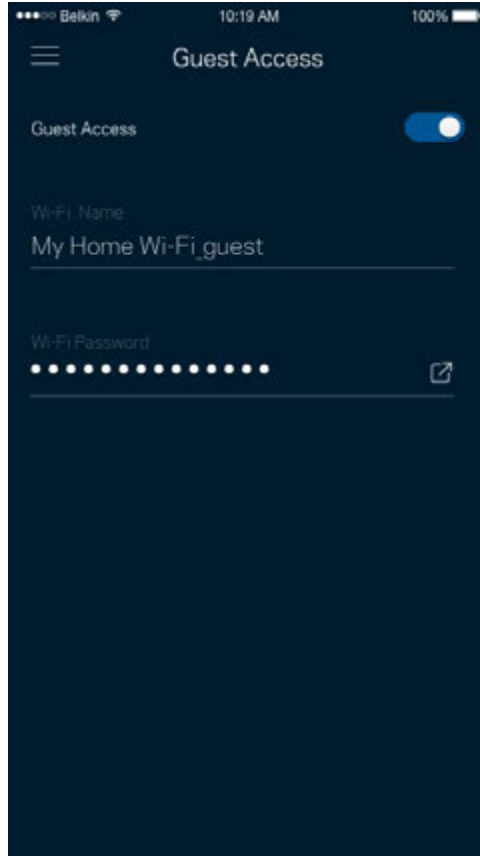 Belkin 10:19 AM 100%
Guest Access
Guest Access
Wi-Fi Name
My Home Wi-Fi_guest
Wi-Fi Password
●●●●●●●●●●●●●●